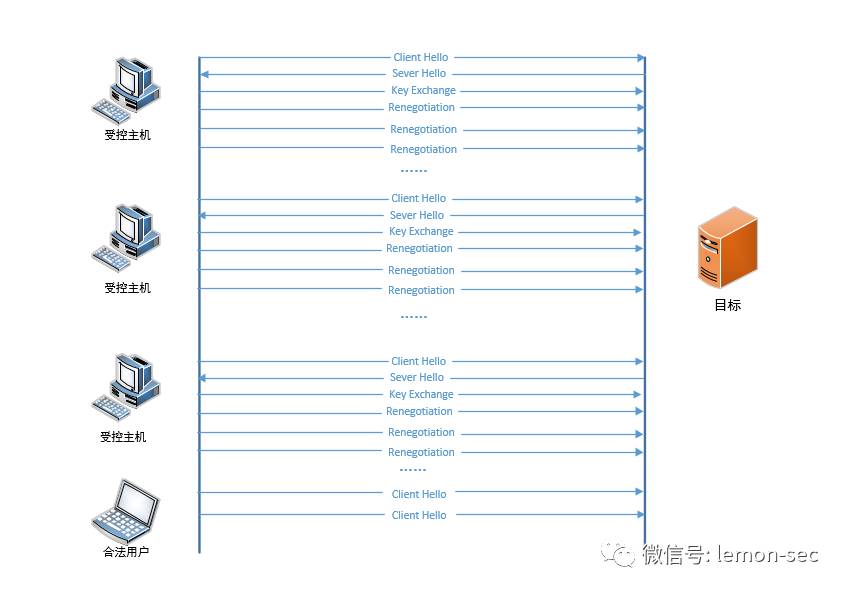 Client Hello
Sever Hello
Key Exchange
Renegotiation
受控主机
Renegotiation
Renegotiation
......
Client Hello
Sever Hello
Key Exchange
Renegotiation
Renegotiation
受控主机
Renegotiation
目标
......
Client Hello
Sever Hello
Key Exchange
Renegotiation
Renegotiation
受控主机
Renegotiation
......
Client Hello
Client Hello
合法用户
微信号: lemon-sec